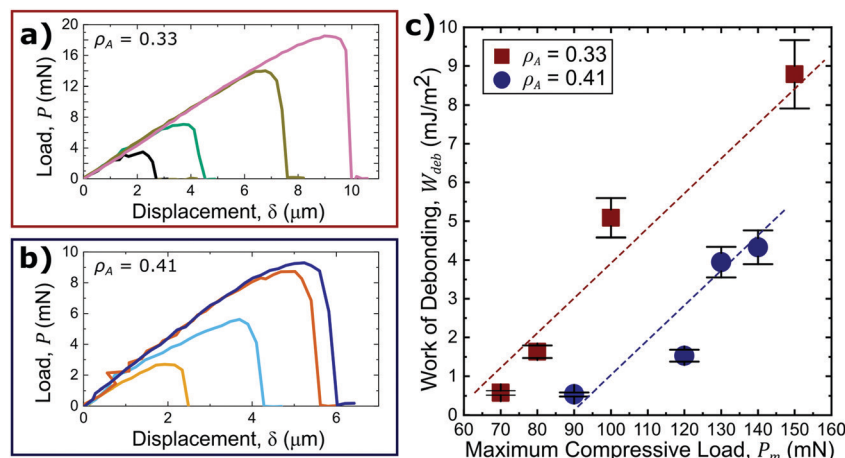 a)
ρA = 0.33
Load, P (mN)
20
16
12
8
4
0
0 2 4 6 8 10
Displacement, δ (μm)
b)
ρA = 0.41
Load, P (mN)
10
8
6
4
2
0
0 2 4 6
Displacement, δ (μm)
c)
ρA = 0.33
ρA = 0.41
Work of Debonding, Wdeb (mJ/m²)
10
9
8
7
6
5
4
3
2
1
0
60 70 80 90 100 110 120 130 140 150 160
Maximum Compressive Load, Pm (mN)